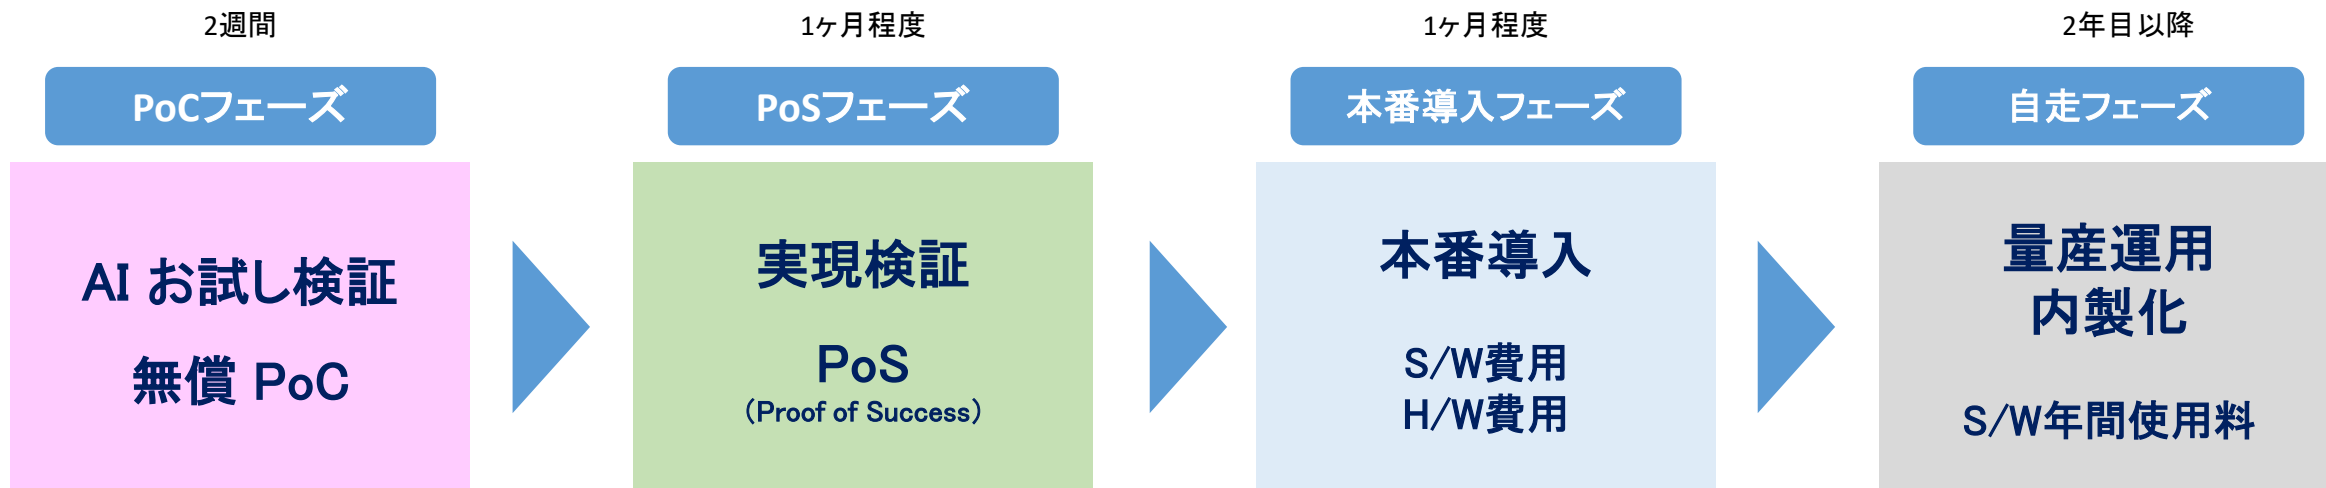 2週間
PoCフェーズ
AI お試し検証
無償 PoC
1ヶ月程度
PoSフェーズ
実現検証
PoS
(Proof of Success)
1ヶ月程度
本番導入フェーズ
本番導入
S/W費用
H/W費用
2年目以降
自走フェーズ
量産運用
内製化
S/W年間使用料